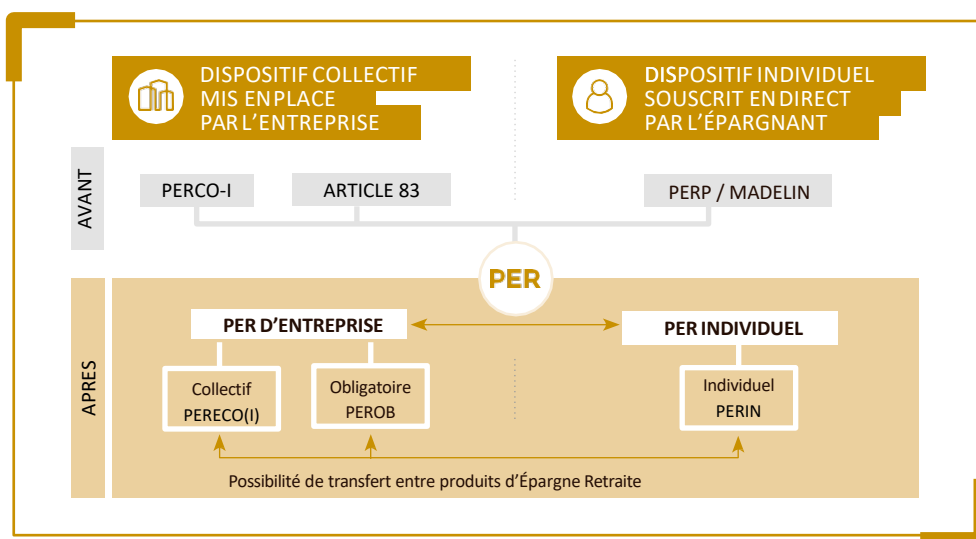 DISPOSITIF COLLECTIF
MIS EN PLACE
PAR L'ENTREPRISE
DISPOSITIF INDIVIDUEL
SOUSCRIT EN DIRECT
PAR L'ÉPARGNANT
AVANT
PERCO-I
ARTICLE 83
PERP / MADELIN
PER
APRES
PER D'ENTREPRISE
PER INDIVIDUEL
Collectif
PERECO(I)
Obligatoire
PEROB
Individuel
PERIN
Possibilité de transfert entre produits d'Épargne Retraite